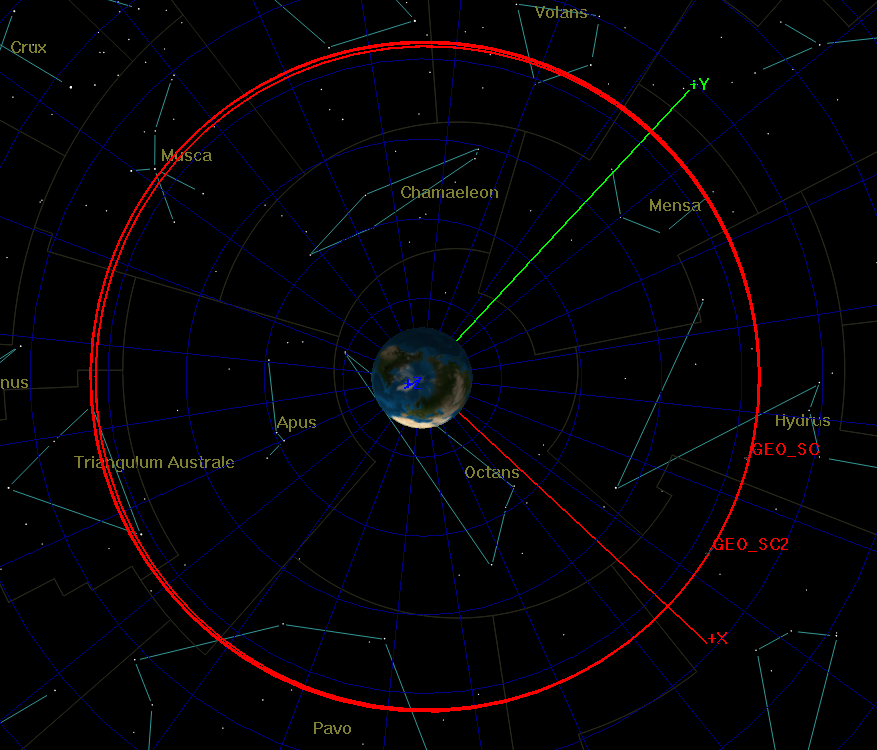 Volans
Crux
+Y
Musca
Chamaeleon
Mensa
nus
+Z
Apus
Hydrus
GEO_SC
Triangulum Australe
Octans
GEO_SC2
+X
Pavo